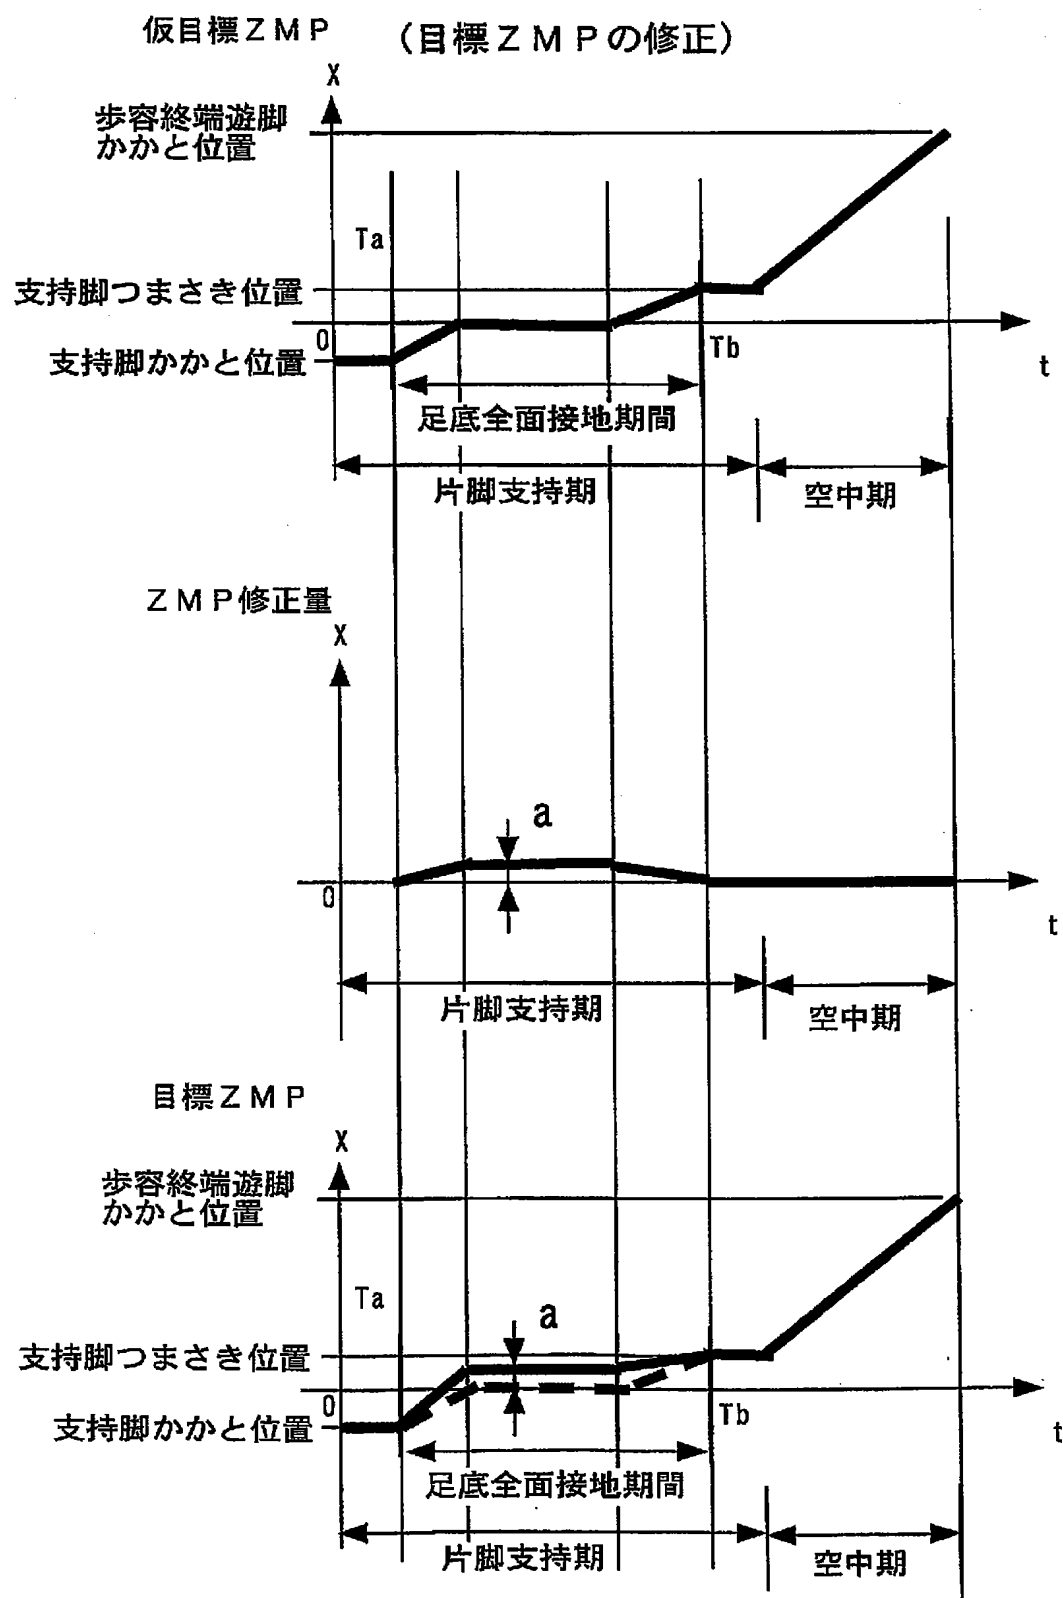 仮目標ZMP
(目標ZMPの修正)
X
歩容終端遊脚
かかと位置
Ta
支持脚つまさき位置
0
Tb
支持脚かかと位置
t
足底全面接地期間
片脚支持期
空中期
ZMP修正量
X
a
0
t
片脚支持期
空中期
目標ZMP
X
歩容終端遊脚
かかと位置
Ta
a
支持脚つまさき位置
0
Tb
支持脚かかと位置
t
足底全面接地期間
片脚支持期
空中期